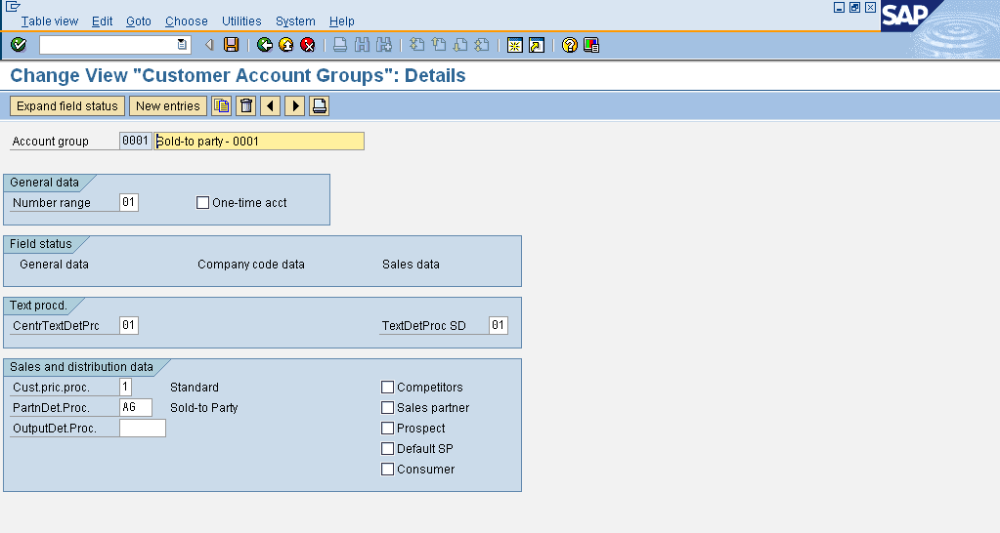 Table view Edit Goto Choose Utilities System Help
SAP
Change View "Customer Account Groups": Details
Expand field status New entries
Account group 0001 Sold-to party - 0001
General data
Number range 01 One-time acct
Field status
General data Company code data Sales data
Text procd.
CentrTextDetPrc 01 TextDetProc SD 01
Sales and distribution data
Cust.pric.proc. 1 Standard Competitors
PartnDet.Proc. AG Sold-to Party Sales partner
OutputDet.Proc. Prospect
Default SP
Consumer